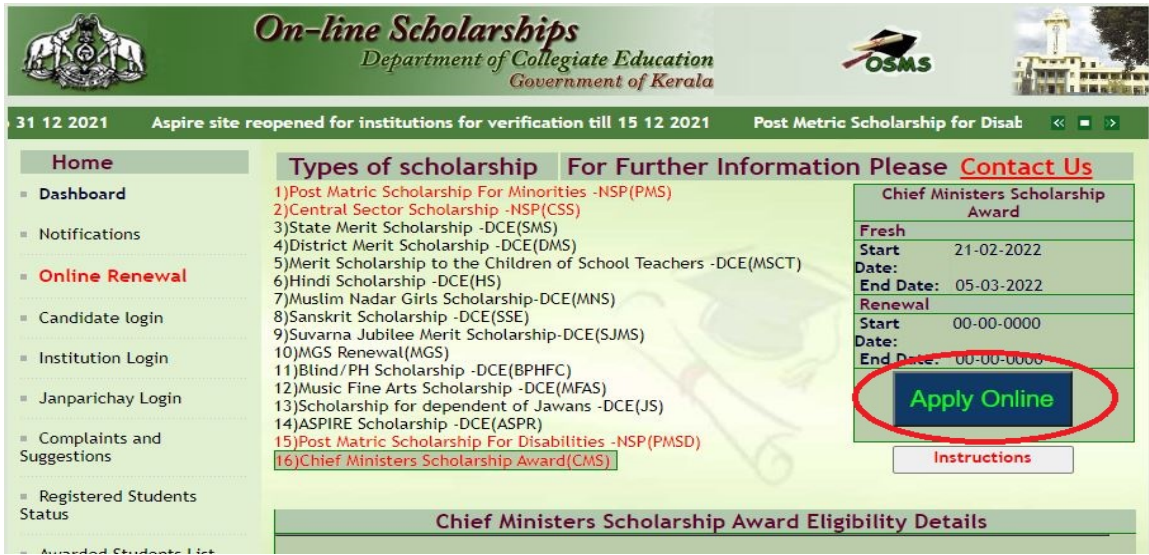 On-line Scholarships
Department of Collegiate Education
Government of Kerala
OSMS
31 12 2021 Aspire site reopened for institutions for verification till 15 12 2021 Post Metric Scholarship for Disab
Home
Dashboard
Notifications
Online Renewal
Candidate login
Institution Login
Janparichay Login
Complaints and
Suggestions
Registered Students
Status
Awarded Students List
Types of scholarship For Further Information Please Contact Us
1)Post Matric Scholarship For Minorities -NSP(PMS)
2)Central Sector Scholarship -NSP(CSS)
3)State Merit Scholarship -DCE(SMS)
4)District Merit Scholarship -DCE(DMS)
5)Merit Scholarship to the Children of School Teachers -DCE(MSCT)
6)Hindi Scholarship -DCE(HS)
7)Muslim Nadar Girls Scholarship-DCE(MNS)
8)Sanskrit Scholarship -DCE(SSE)
9)Suvarna Jubilee Merit Scholarship-DCE(SJMS)
10)MGS Renewal(MGS)
11)Blind/PH Scholarship -DCE(BPHFC)
12)Music Fine Arts Scholarship -DCE(MFAS)
13)Scholarship for dependent of Jawans -DCE(JS)
14)ASPIRE Scholarship -DCE(ASPR)
15)Post Matric Scholarship For Disabilities -NSP(PMSD)
16)Chief Ministers Scholarship Award(CMS)
Chief Ministers Scholarship
Award
Fresh
Start 21-02-2022
Date:
End Date: 05-03-2022
Renewal
Start 00-00-0000
Date:
End Date: 00-00-0000
Apply Online
Instructions
Chief Ministers Scholarship Award Eligibility Details